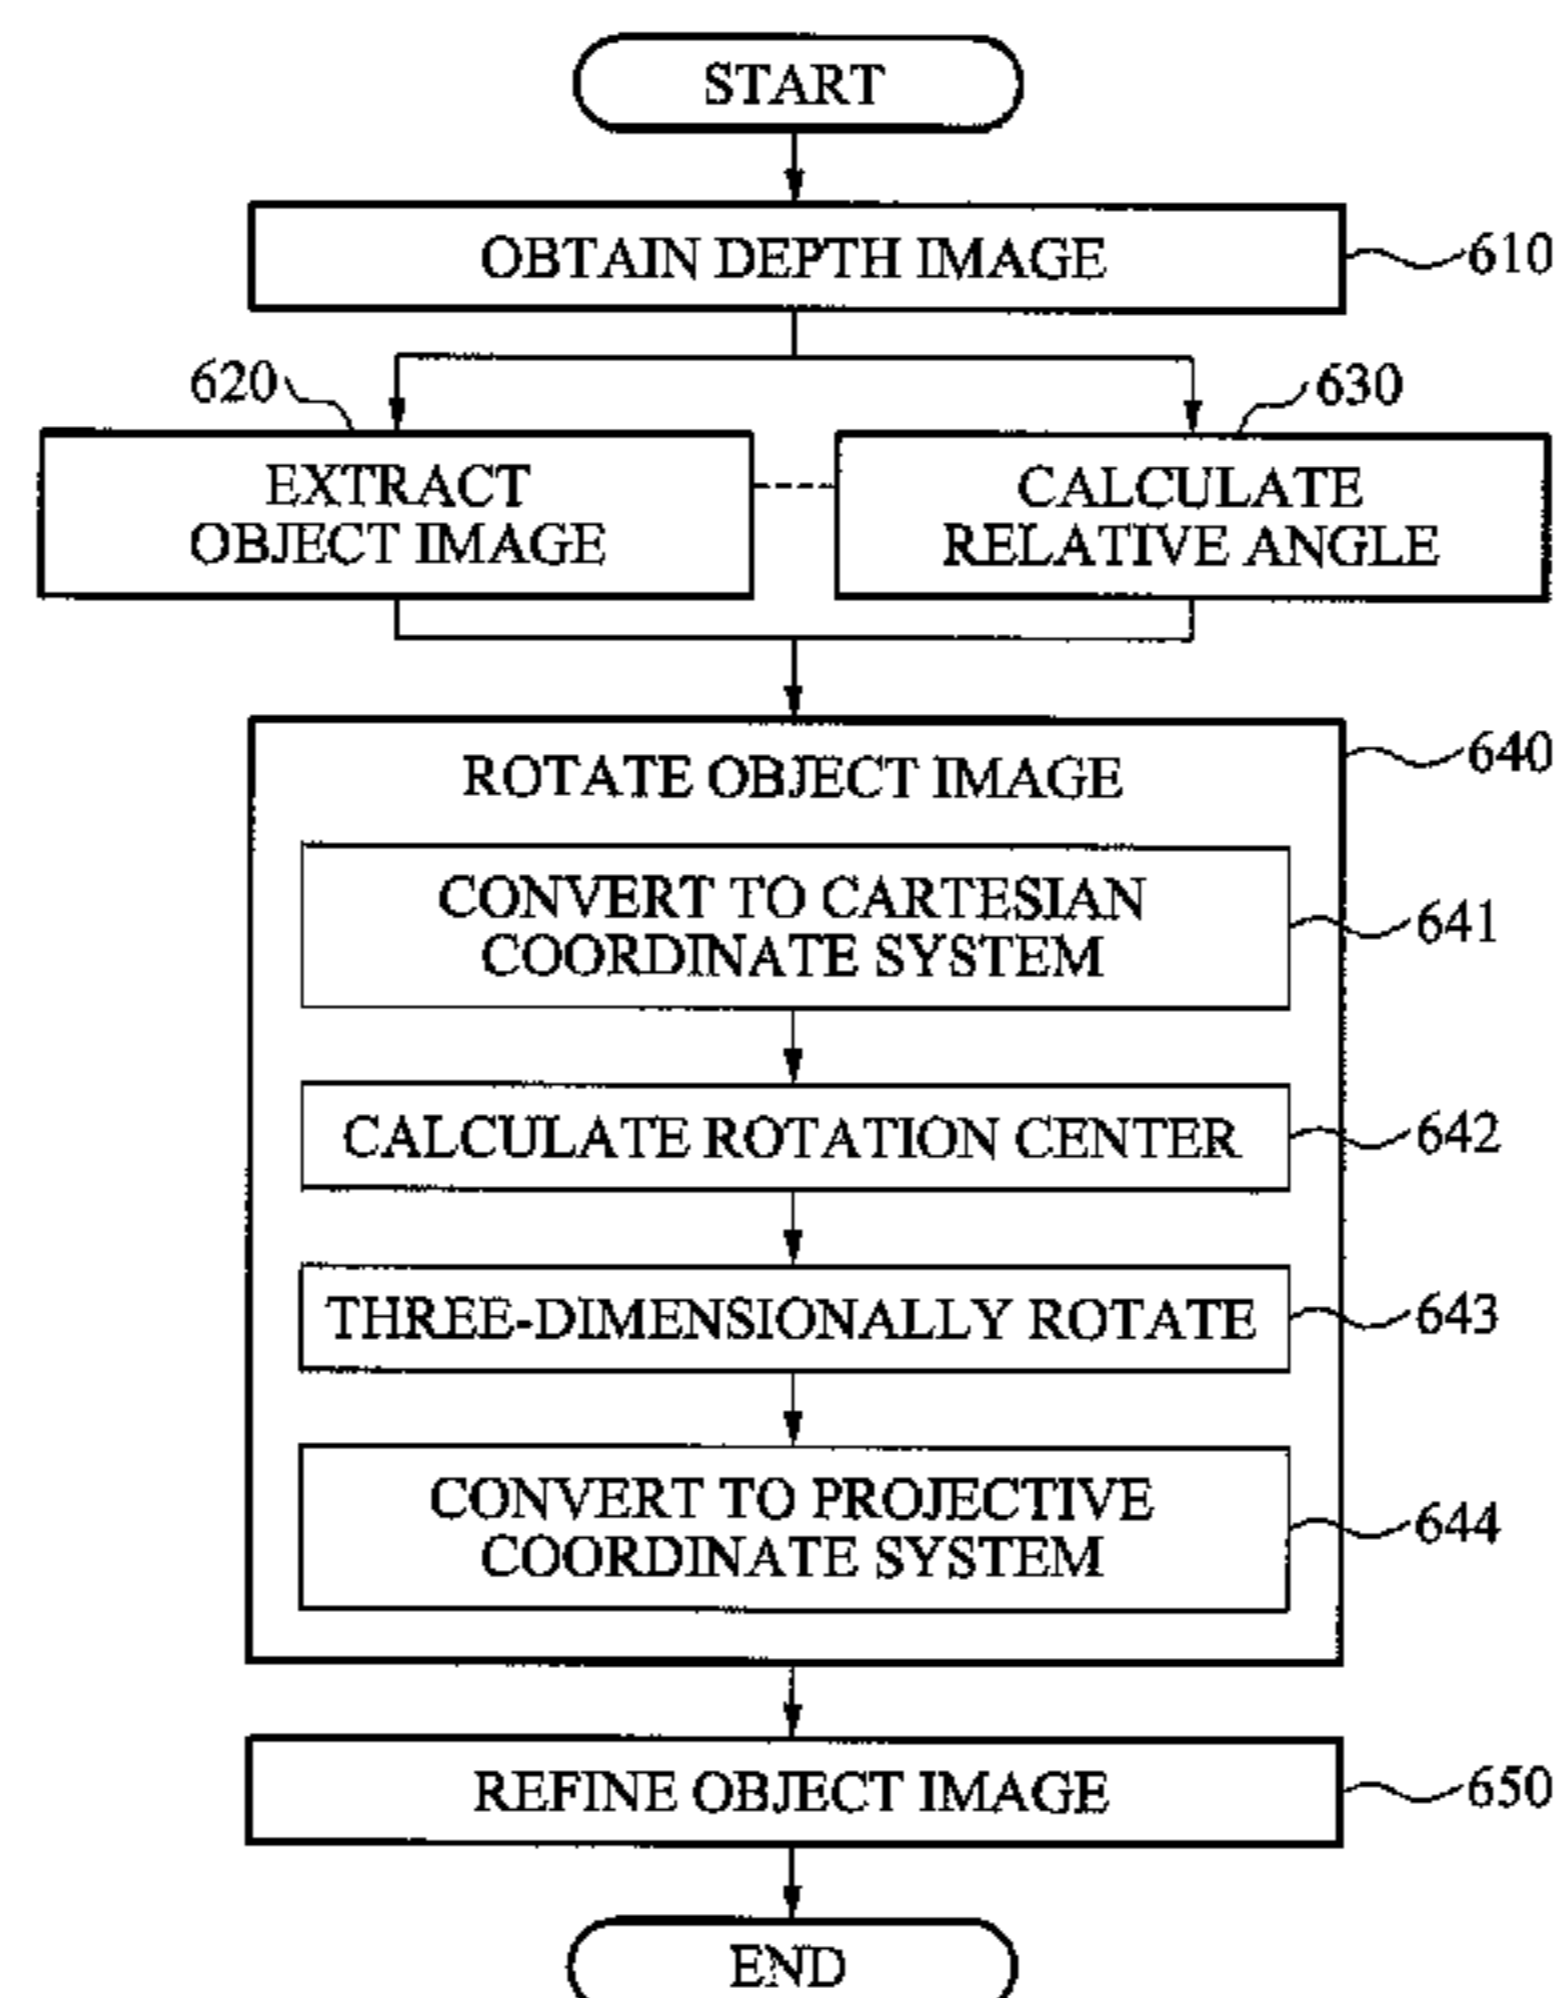 START
OBTAIN DEPTH IMAGE
610
620
630
EXTRACT
OBJECT IMAGE
CALCULATE
RELATIVE ANGLE
ROTATE OBJECT IMAGE
640
CONVERT TO CARTESIAN
COORDINATE SYSTEM
641
CALCULATE ROTATION CENTER
642
THREE-DIMENSIONALLY ROTATE
643
CONVERT TO PROJECTIVE
COORDINATE SYSTEM
644
REFINE OBJECT IMAGE
650
END